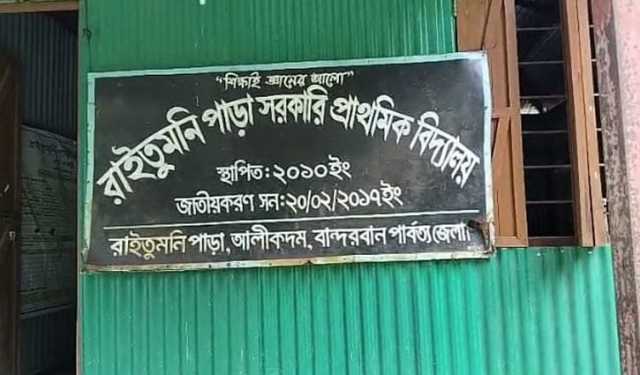 "শিক্ষাই জ্ঞানের আলো"
রাইতুমনি পাড়া সরকারি প্রাথমিক বিদ্যালয়
স্থাপিত: ২০১০ইং
জাতীয়করণ সন: ২০/০২/২০১৭ইং
রাইতুমনি পাড়া, আলীকদম, বান্দরবান পার্বত্য জেলা।